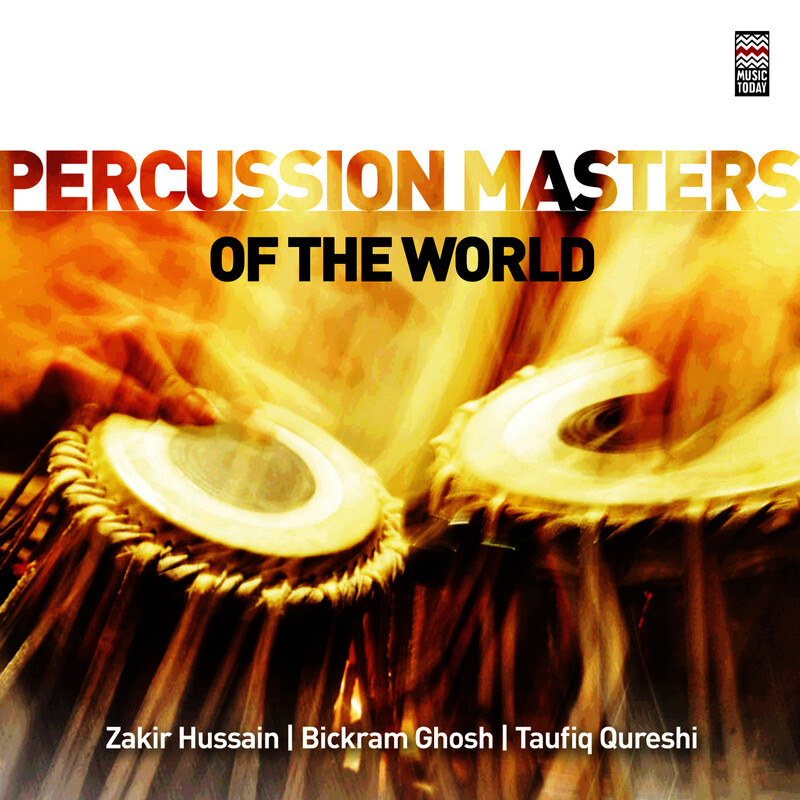 MUSIC
TODAY
PERCUSSION MASTERS
OF THE WORLD
Zakir Hussain | Bickram Ghosh | Taufiq Qureshi